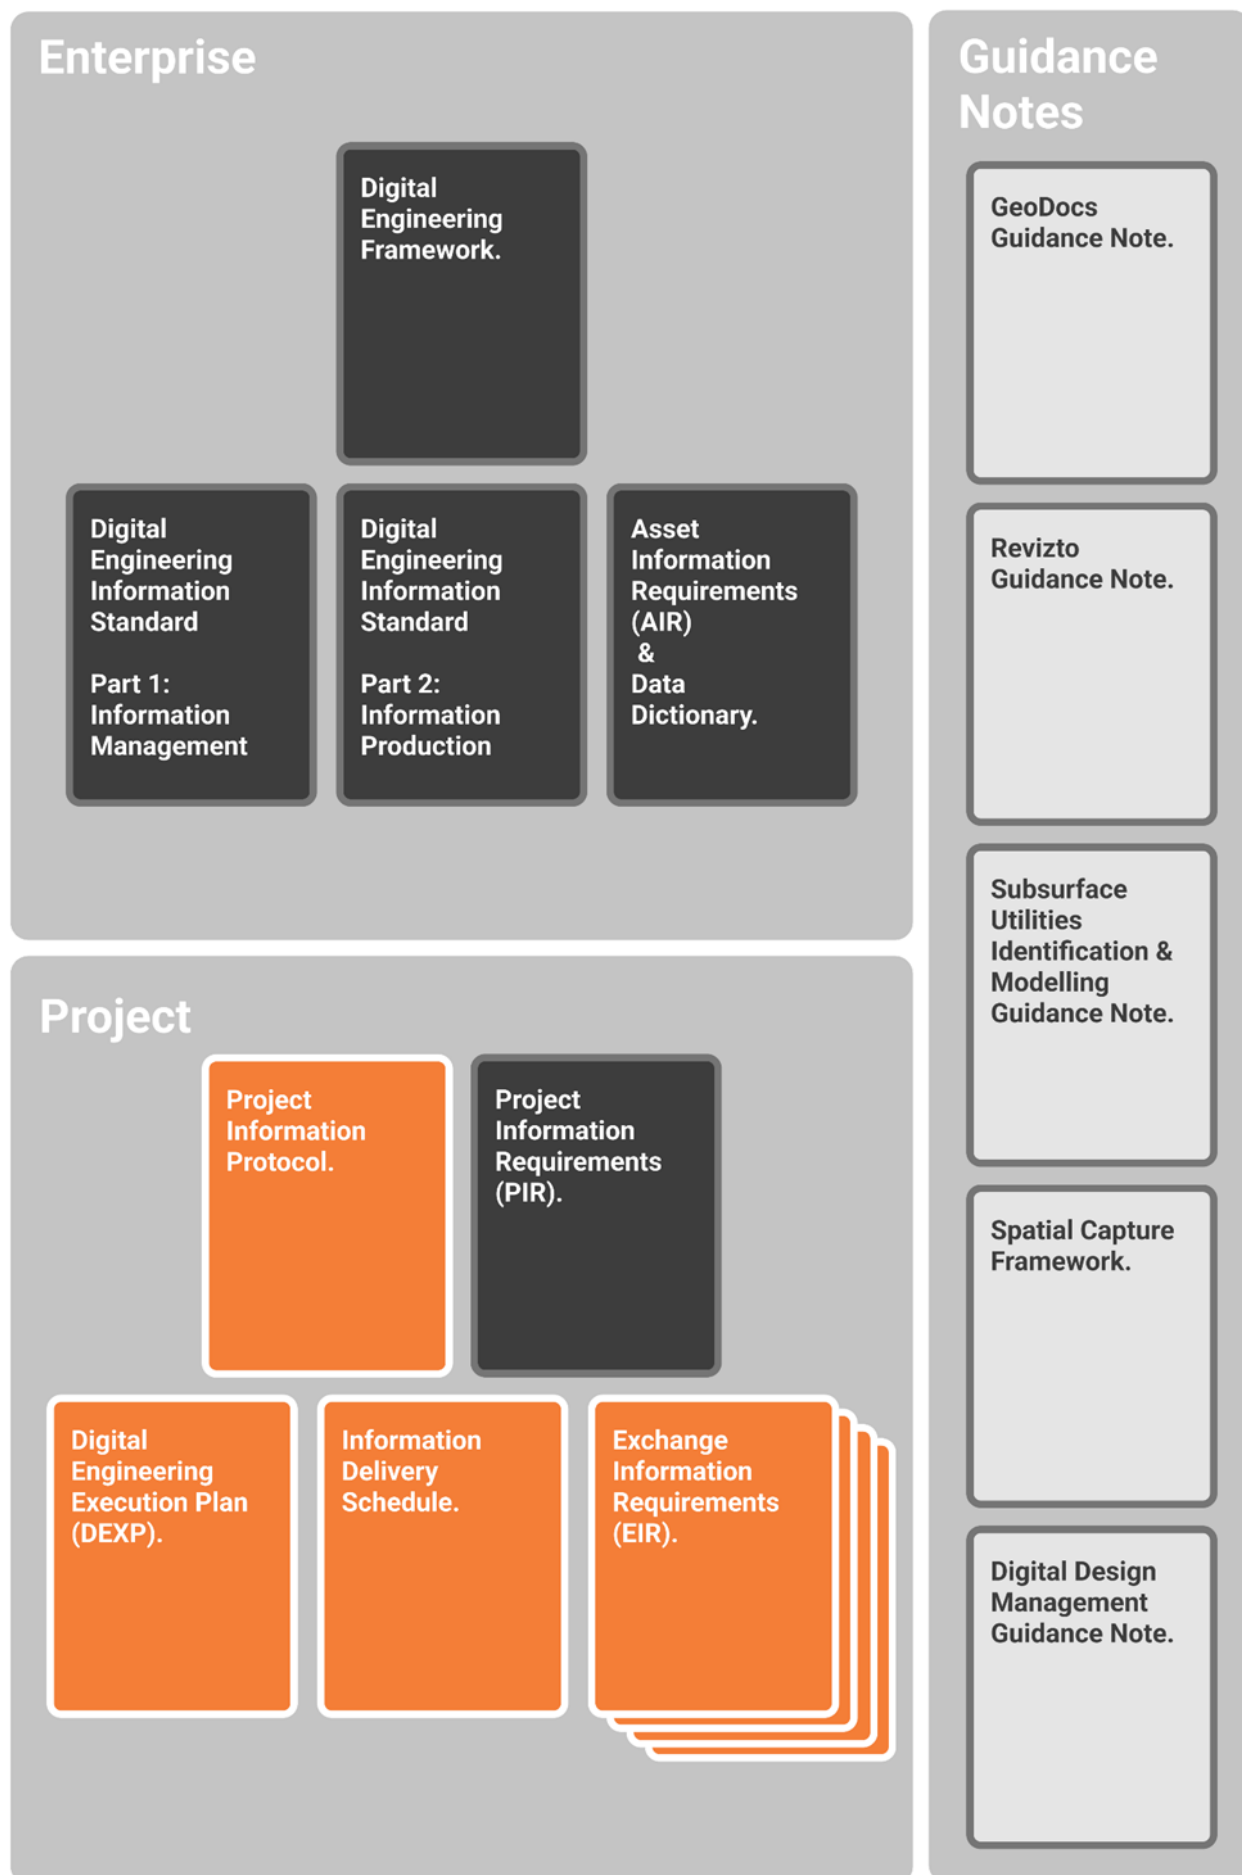 Enterprise
Digital
Engineering
Framework.
Digital
Engineering
Information
Standard
Part 1:
Information
Management
Digital
Engineering
Information
Standard
Part 2:
Information
Production
Asset
Information
Requirements
(AIR)
&
Data
Dictionary.
Project
Project
Information
Protocol.
Project
Information
Requirements
(PIR).
Digital
Engineering
Execution Plan
(DEXP).
Information
Delivery
Schedule.
Exchange
Information
Requirements
(EIR).
Guidance
Notes
GeoDocs
Guidance Note.
Revizto
Guidance Note.
Subsurface
Utilities
Identification &
Modelling
Guidance Note.
Spatial Capture
Framework.
Digital Design
Management
Guidance Note.